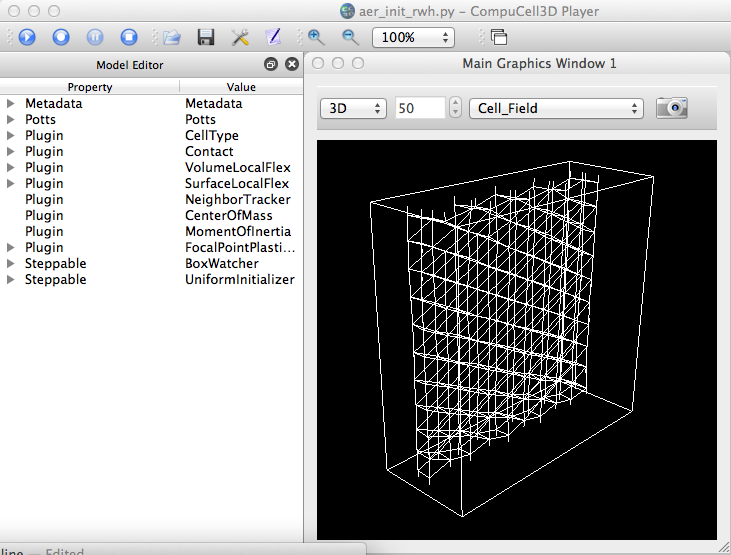 aer_init_rwh.py - CompuCell3D Player
100%
Model Editor
Main Graphics Window 1
Property Value
Metadata Metadata
Potts Potts
Plugin CellType
Plugin Contact
Plugin VolumeLocalFlex
Plugin SurfaceLocalFlex
Plugin NeighborTracker
Plugin CenterOfMass
Plugin MomentOfInertia
Plugin FocalPointPlasti...
Steppable BoxWatcher
Steppable UniformInitializer
3D 50 Cell_Field
line — Edited